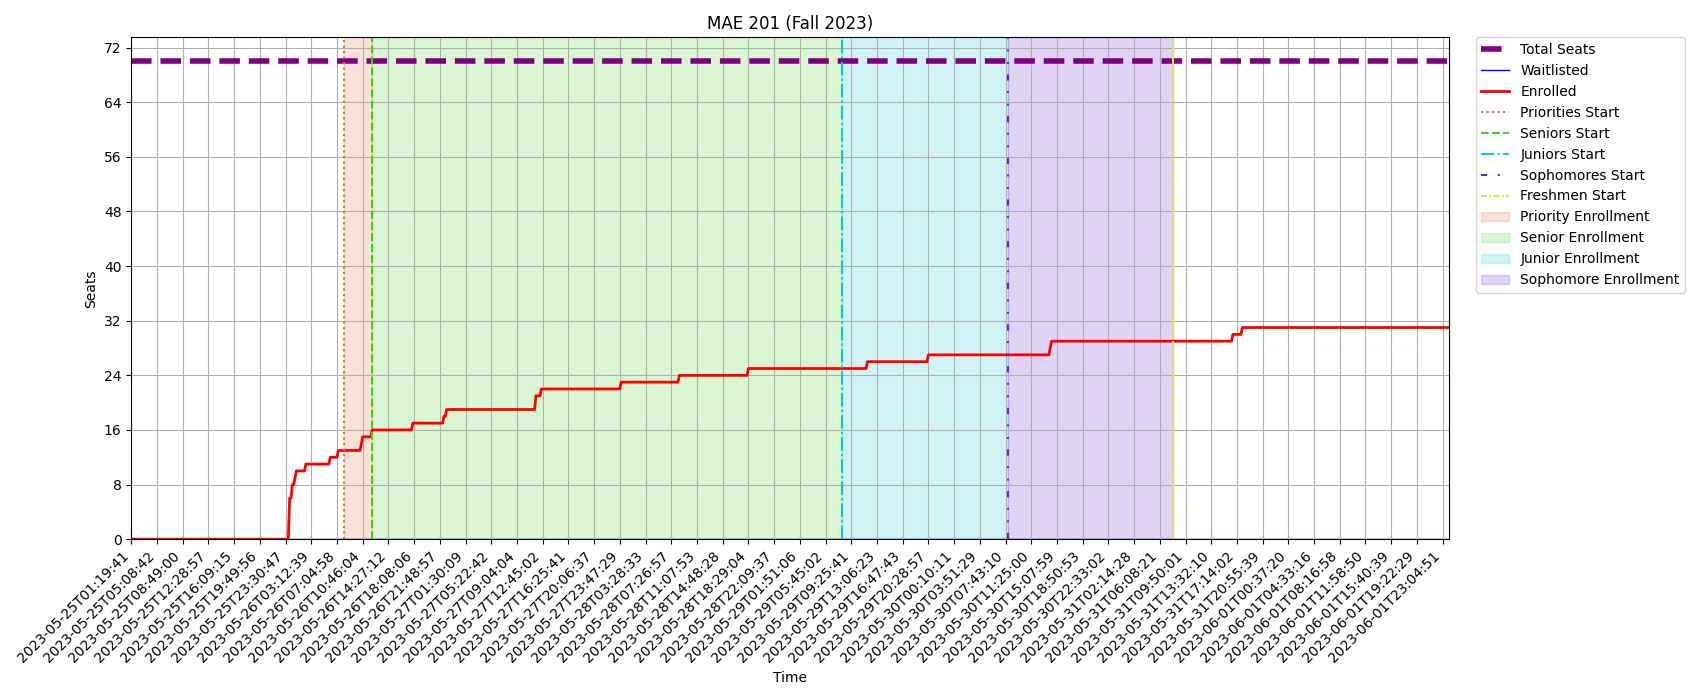 MAE 201 (Fall 2023)
72
64
56
48
40
32
24
16
8
0
Seats
2023-05-25T01:19:41
2023-05-25T05:08:42
2023-05-25T08:49:00
2023-05-25T12:28:57
2023-05-25T16:09:15
2023-05-25T19:49:56
2023-05-25T23:30:47
2023-05-26T03:12:39
2023-05-26T07:04:58
2023-05-26T10:46:04
2023-05-26T14:27:12
2023-05-26T18:08:06
2023-05-26T21:48:57
2023-05-27T01:30:09
2023-05-27T05:22:42
2023-05-27T09:04:04
2023-05-27T12:45:02
2023-05-27T16:25:41
2023-05-27T20:06:37
2023-05-27T23:47:29
2023-05-28T03:28:33
2023-05-28T07:26:57
2023-05-28T11:07:53
2023-05-28T14:48:28
2023-05-28T18:29:04
2023-05-28T22:09:37
2023-05-29T01:51:06
2023-05-29T05:45:02
2023-05-29T09:25:41
2023-05-29T13:06:23
2023-05-29T16:47:43
2023-05-29T20:28:57
2023-05-30T00:10:11
2023-05-30T03:51:29
2023-05-30T07:43:10
2023-05-30T11:25:00
2023-05-30T15:07:59
2023-05-30T18:50:53
2023-05-30T22:33:02
2023-05-31T02:14:28
2023-05-31T06:08:21
2023-05-31T09:50:01
2023-05-31T13:32:10
2023-05-31T17:14:02
2023-05-31T20:55:39
2023-06-01T00:37:20
2023-06-01T04:33:16
2023-06-01T08:16:58
2023-06-01T11:58:50
2023-06-01T15:40:39
2023-06-01T19:22:29
2023-06-01T23:04:51
Time
Total Seats
Waitlisted
Enrolled
Priorities Start
Seniors Start
Juniors Start
Sophomores Start
Freshmen Start
Priority Enrollment
Senior Enrollment
Junior Enrollment
Sophomore Enrollment